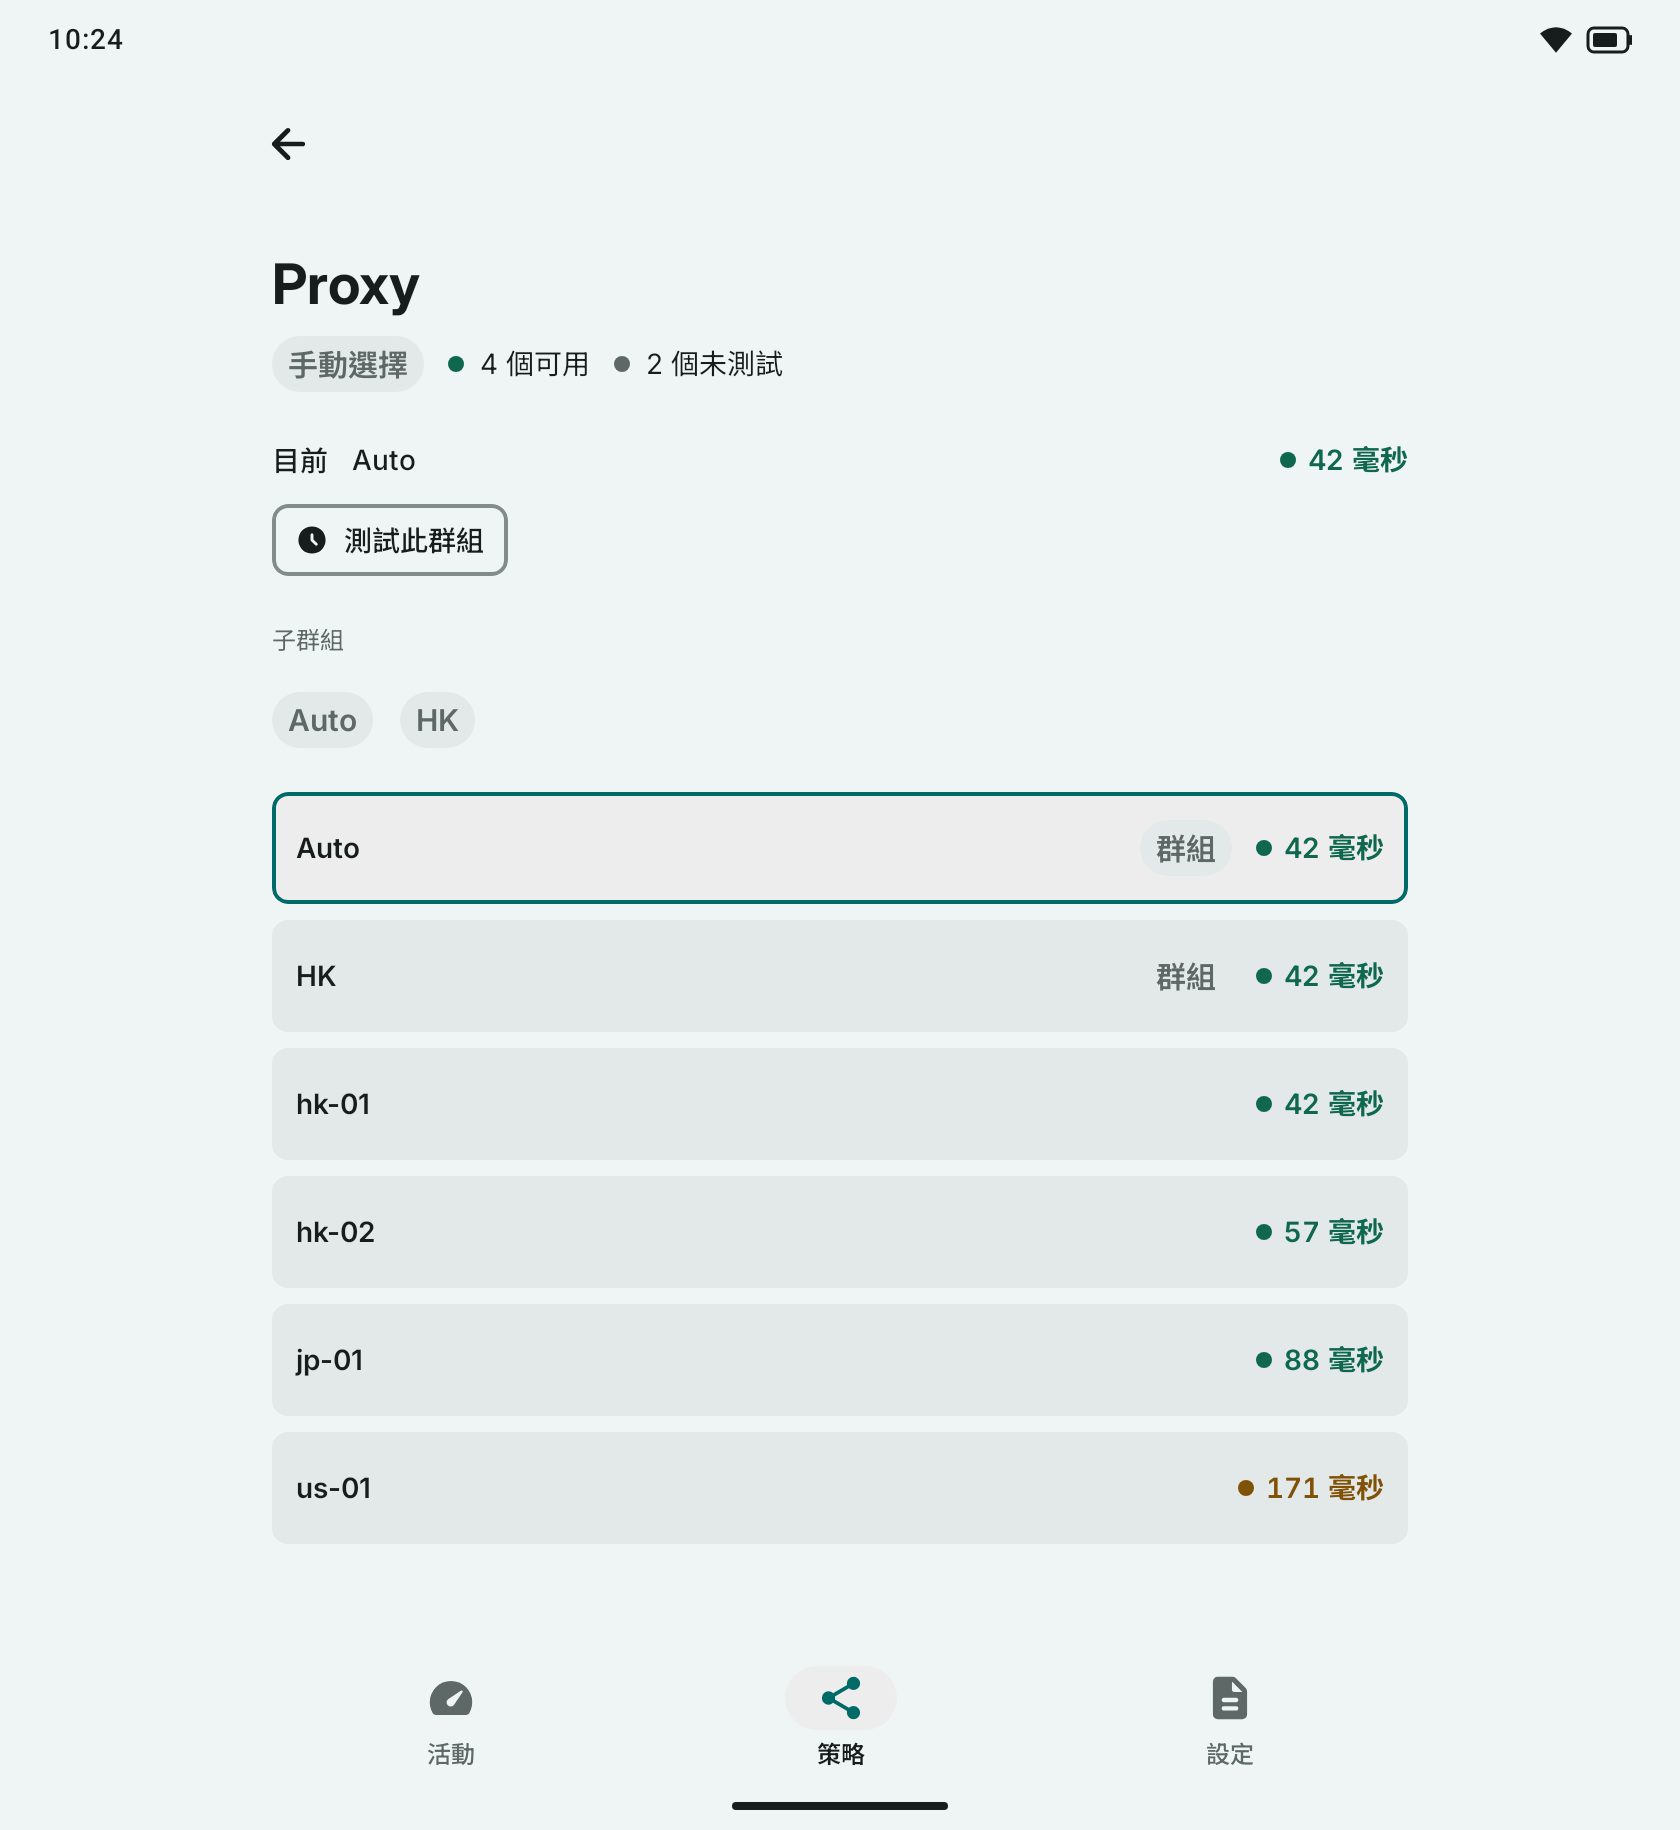 10:24
Proxy
手動選擇 4 個可用 2 個未測試
目前 Auto 42 毫秒
測試此群組
子群組
Auto HK
Auto 群組 42 毫秒
HK 群組 42 毫秒
hk-01 42 毫秒
hk-02 57 毫秒
jp-01 88 毫秒
us-01 171 毫秒
活動 策略 設定